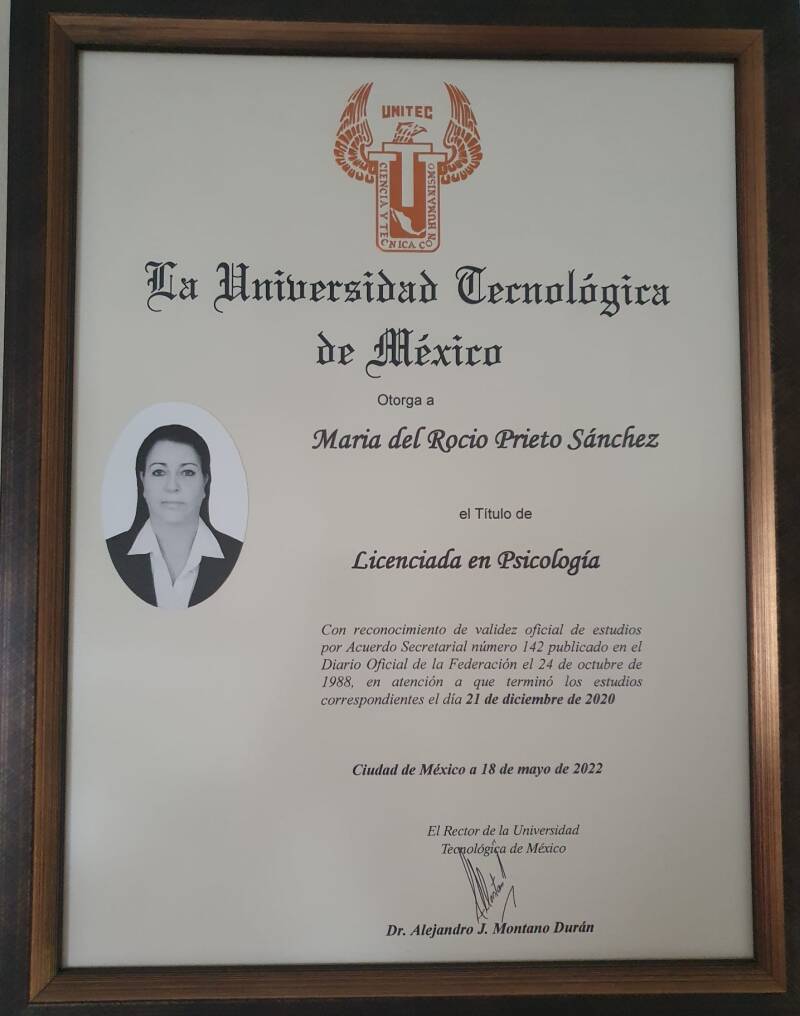 UNITEC
CIENCIA Y TECNICA CON HUMANISMO
La Universidad Tecnológica
de México
Otorga a
Maria del Rocio Prieto Sánchez
el Título de
Licenciada en Psicología
Con reconocimiento de validez oficial de estudios
por Acuerdo Secretarial número 142 publicado en el
Diario Oficial de la Federación el 24 de octubre de
1988, en atención a que terminó los estudios
correspondientes el día 21 de diciembre de 2020
Ciudad de México a 18 de mayo de 2022
El Rector de la Universidad
Tecnológica de México
Dr. Alejandro J. Montano Durán